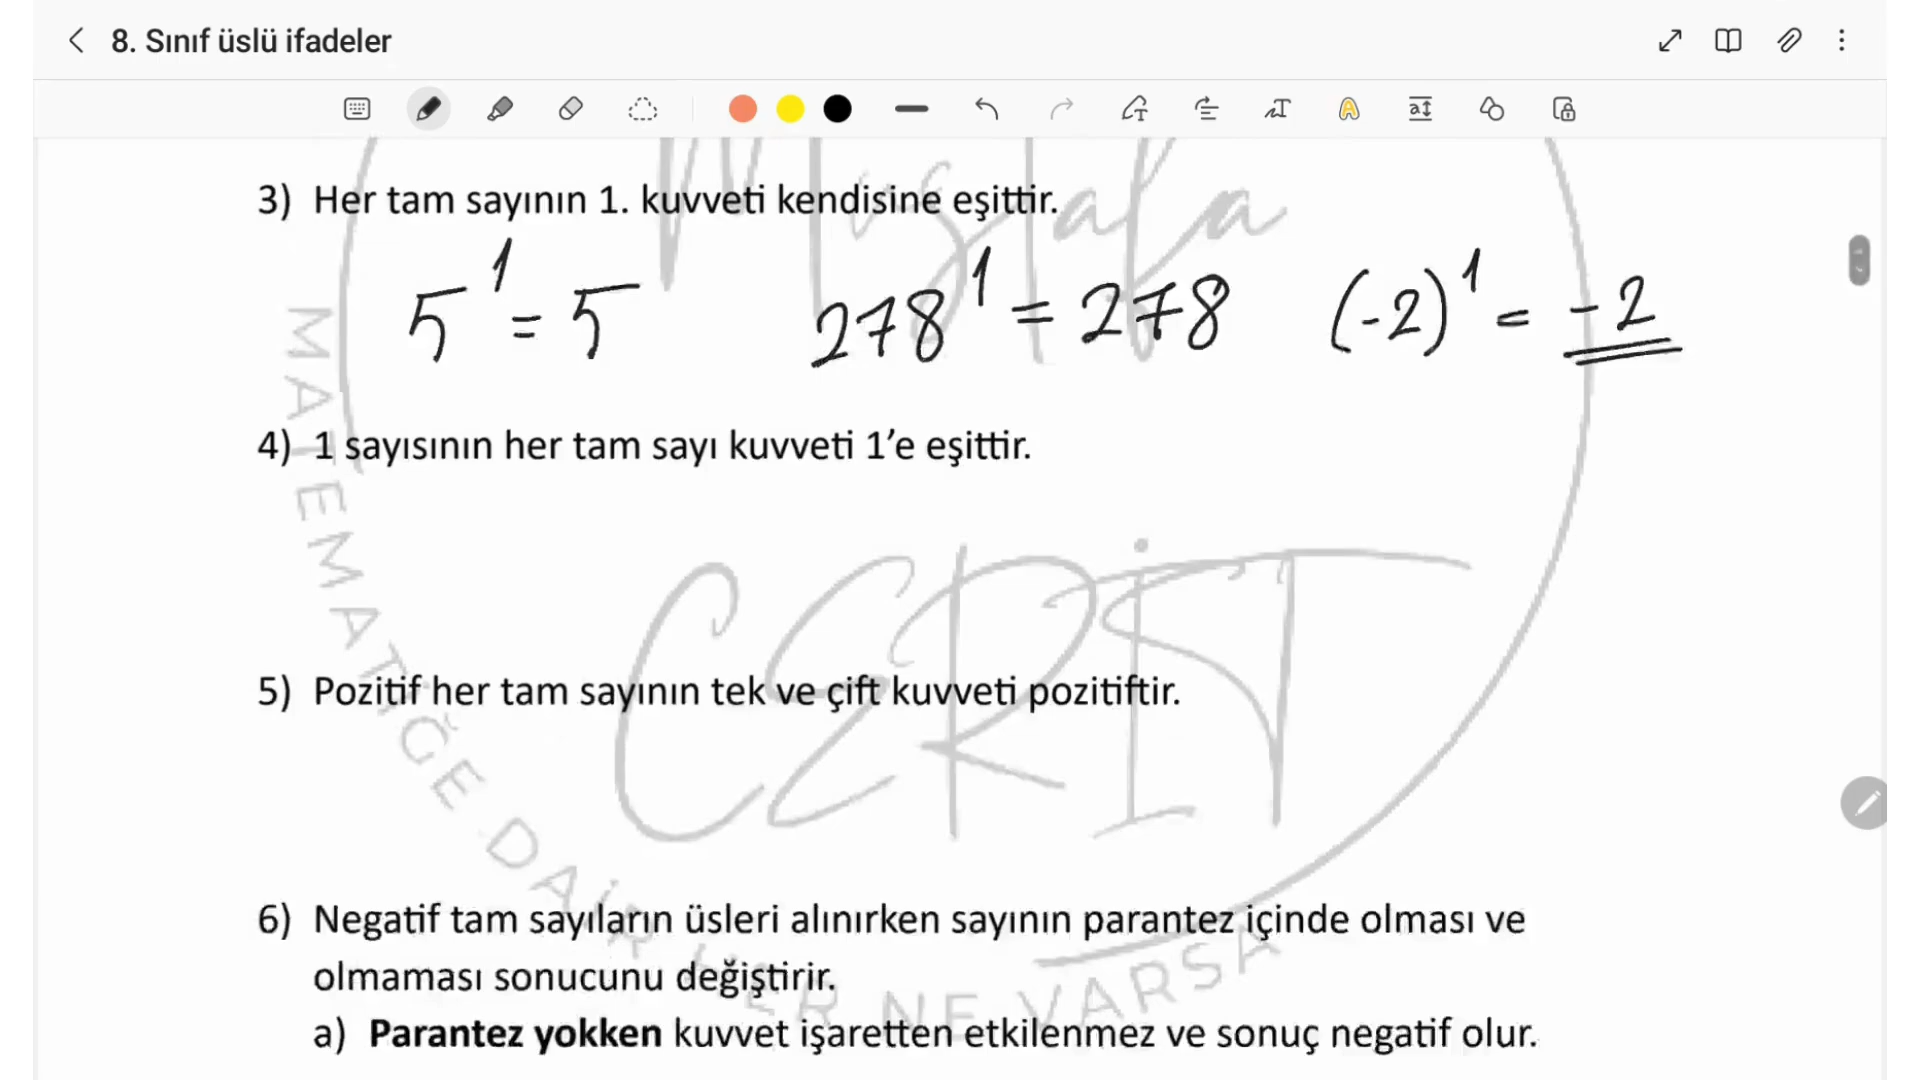 8. Sınıf üslü ifadeler
Mustafa
3) Her tam sayının 1. kuvveti kendisine eşittir.
5¹ = 5 278¹ = 278 (-2)¹ = -2
4) 1 sayısının her tam sayı kuvveti 1’e eşittir.
CERİT
5) Pozitif her tam sayının tek ve çift kuvveti pozitiftir.
MATEMATİĞE DAİR HER NE VARSA
6) Negatif tam sayıların üsleri alınırken sayının parantez içinde olması ve
olmaması sonucunu değiştirir.
a) Parantez yokken kuvvet işaretten etkilenmez ve sonuç negatif olur.